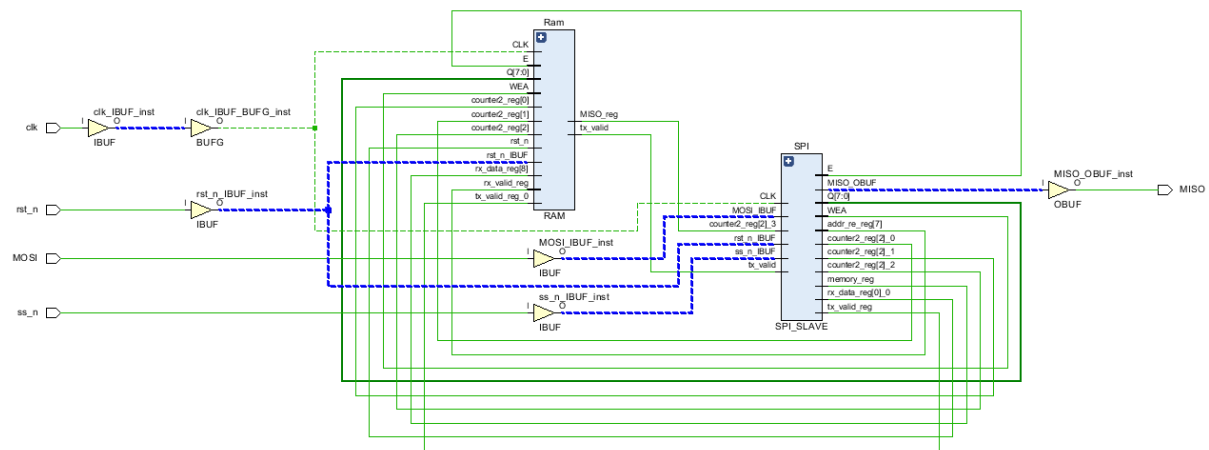 clk
I
clk_IBUF_inst
O
IBUF
I
clk_IBUF_BUFG_inst
O
BUFG
rst_n
I
rst_n_IBUF_inst
O
IBUF
MOSI
I
MOSI_IBUF_inst
O
IBUF
ss_n
I
ss_n_IBUF_inst
O
IBUF
Ram
CLK
E
Q[7:0]
WEA
counter2_reg[0]
counter2_reg[1]
counter2_reg[2]
rst_n
rst_n_IBUF
rx_data_reg[8]
rx_valid_reg
tx_valid_reg_0
MISO_reg
tx_valid
RAM
SPI
CLK
MOSI_IBUF
counter2_reg[2]_3
rst_n_IBUF
ss_n_IBUF
tx_valid
E
MISO_OBUF
Q[7:0]
WEA
addr_re_reg[7]
counter2_reg[2]_0
counter2_reg[2]_1
counter2_reg[2]_2
memory_reg
rx_data_reg[0]_0
tx_valid_reg
SPI_SLAVE
I
MISO_OBUF_inst
O
OBUF
MISO